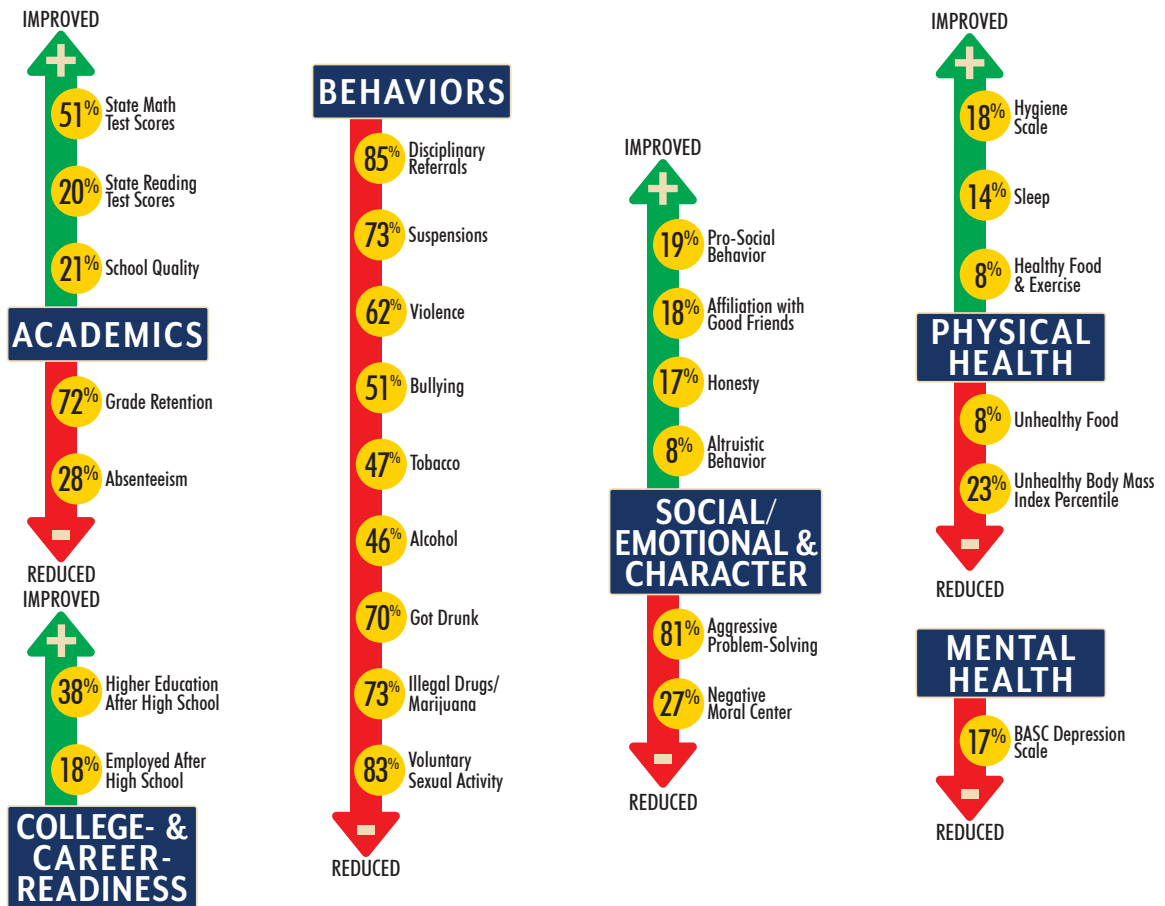 IMPROVED
+
51% State Math
Test Scores
20% State Reading
Test Scores
21% School Quality
ACADEMICS
72% Grade Retention
28% Absenteeism
-
REDUCED
IMPROVED
+
38% Higher Education
After High School
18% Employed After
High School
COLLEGE- &
CAREER-
READINESS
BEHAVIORS
85% Disciplinary
Referrals
73% Suspensions
62% Violence
51% Bullying
47% Tobacco
46% Alcohol
70% Got Drunk
73% Illegal Drugs/
Marijuana
83% Voluntary
Sexual Activity
-
REDUCED
IMPROVED
+
19% Pro-Social
Behavior
18% Affiliation with
Good Friends
17% Honesty
8% Altruistic
Behavior
SOCIAL/
EMOTIONAL &
CHARACTER
81% Aggressive
Problem-Solving
27% Negative
Moral Center
-
REDUCED
IMPROVED
+
18% Hygiene
Scale
14% Sleep
8% Healthy Food
& Exercise
PHYSICAL
HEALTH
8% Unhealthy Food
23% Unhealthy Body Mass
Index Percentile
-
REDUCED
MENTAL
HEALTH
17% BASC Depression
Scale
-
REDUCED